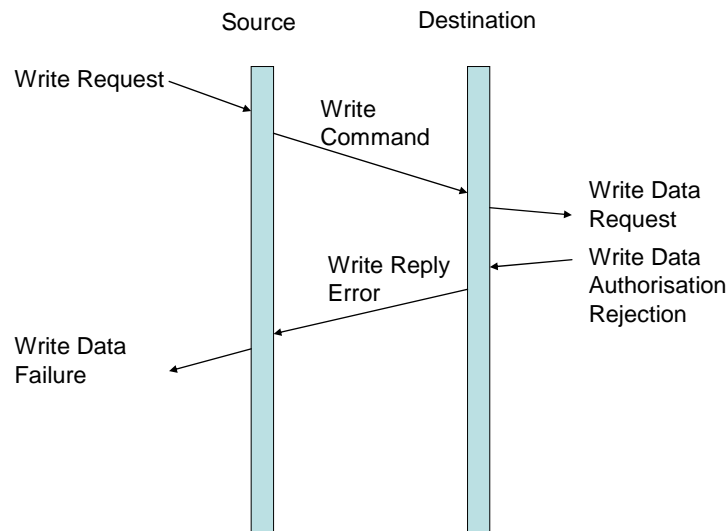 Source
Destination
Write Request
Write
Command
Write Data
Request
Write Data
Authorisation
Rejection
Write Reply
Error
Write Data
Failure